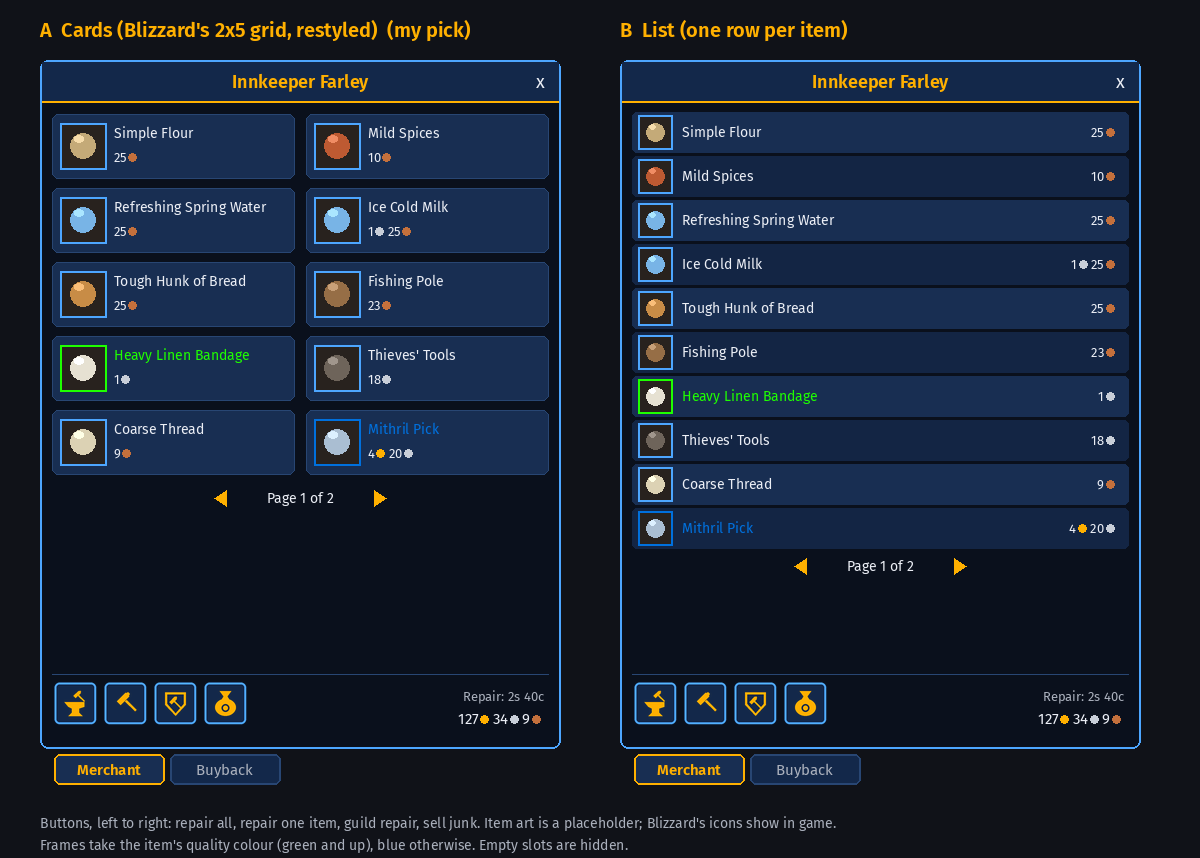 A Cards (Blizzard's 2x5 grid, restyled) (my pick)
Innkeeper Farley X
Simple Flour
25
Mild Spices
10
Refreshing Spring Water
25
Ice Cold Milk
1 25
Tough Hunk of Bread
25
Fishing Pole
23
Heavy Linen Bandage
1
Thieves' Tools
18
Coarse Thread
9
Mithril Pick
4 20
Page 1 of 2
Repair: 2s 40c
127 34 9
Merchant
Buyback
B List (one row per item)
Innkeeper Farley X
Simple Flour 25
Mild Spices 10
Refreshing Spring Water 25
Ice Cold Milk 1 25
Tough Hunk of Bread 25
Fishing Pole 23
Heavy Linen Bandage 1
Thieves' Tools 18
Coarse Thread 9
Mithril Pick 4 20
Page 1 of 2
Repair: 2s 40c
127 34 9
Merchant
Buyback
Buttons, left to right: repair all, repair one item, guild repair, sell junk. Item art is a placeholder; Blizzard's icons show in game.
Frames take the item's quality colour (green and up), blue otherwise. Empty slots are hidden.